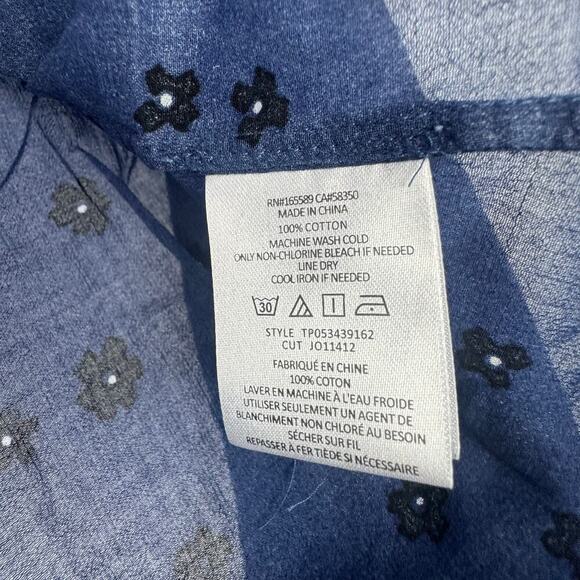 RN#165589 CA#58350
MADE IN CHINA
100% COTTON
MACHINE WASH COLD
ONLY NON-CHLORINE BLEACH IF NEEDED
LINE DRY
COOL IRON IF NEEDED
30
STYLE TP053439162
CUT JO11412
FABRIQUÉ EN CHINE
100% COTON
LAVER EN MACHINE À L'EAU FROIDE
UTILISER SEULEMENT UN AGENT DE
BLANCHIMENT NON CHLORÉ AU BESOIN
SÉCHER SUR FIL
REPASSER À FER TIÈDE SI NÉCESSAIRE